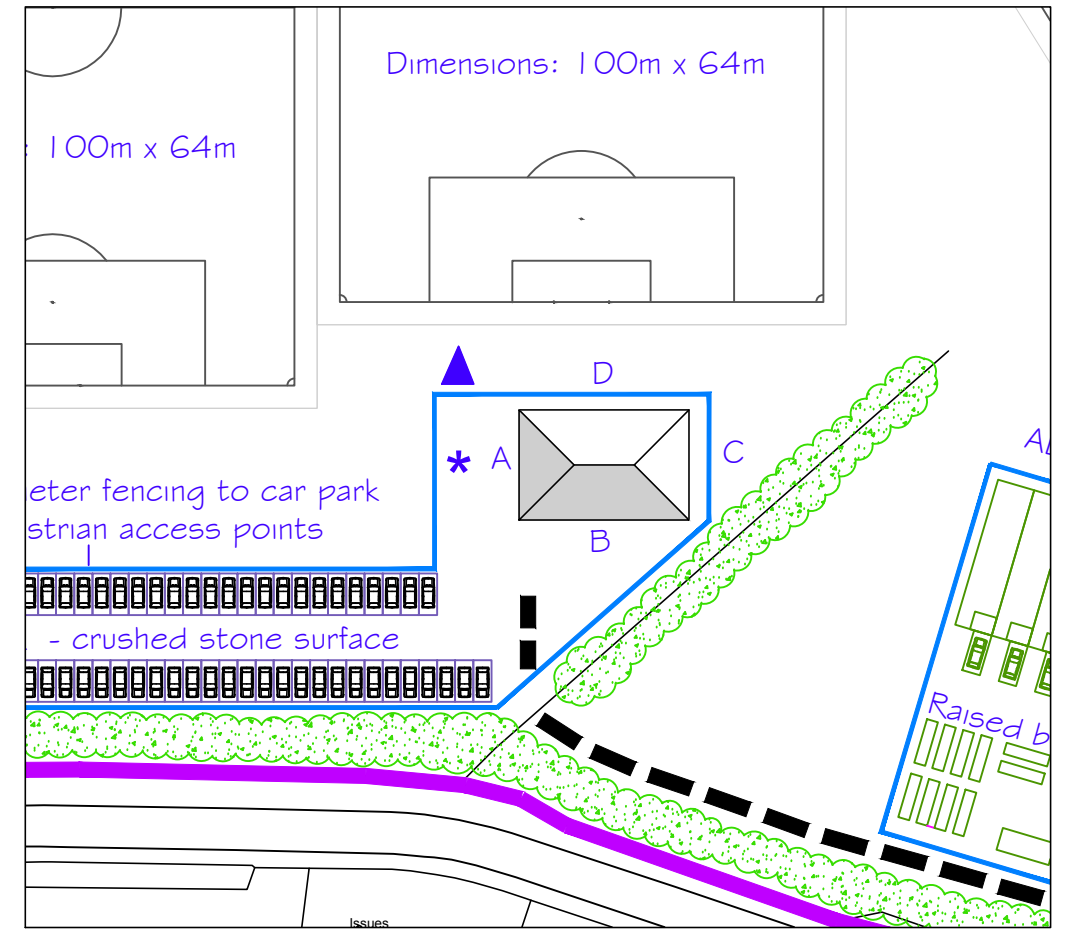 Dimensions: 100m x 64m
: 100m x 64m
D
A
*
C
B
eter fencing to car park
strian access points
- crushed stone surface
Raised b
Issues